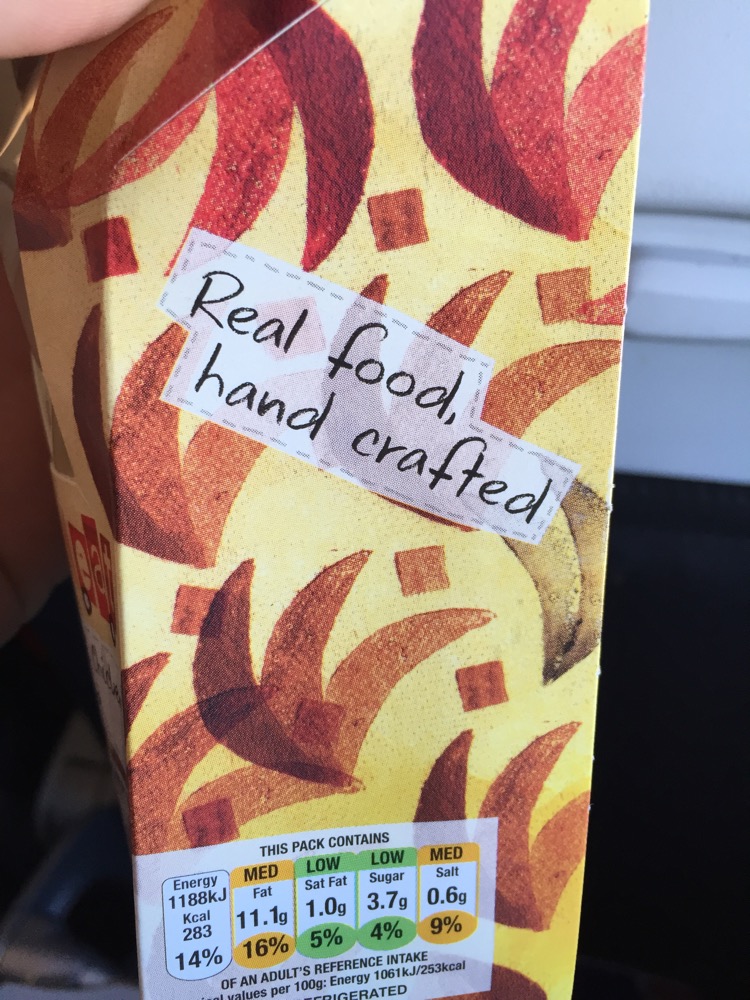 Real food,
hand crafted
eat
THIS PACK CONTAINS
Energy
1188kJ
Kcal
283
14%
MED
Fat
11.1g
16%
LOW
Sat Fat
1.0g
5%
LOW
Sugar
3.7g
4%
MED
Salt
0.6g
9%
OF AN ADULT'S REFERENCE INTAKE
values per 100g: Energy 1061kJ/253kcal